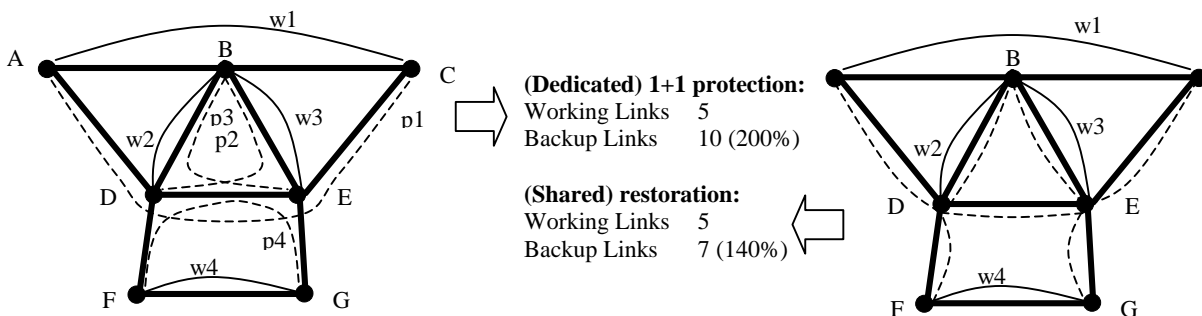 w1
A
B
C
w2
p3
p2
w3
p1
D
E
p4
w4
F
G
(Dedicated) 1+1 protection:
Working Links 5
Backup Links 10 (200%)
(Shared) restoration:
Working Links 5
Backup Links 7 (140%)
w1
B
w2
w3
D
E
w4
F
G